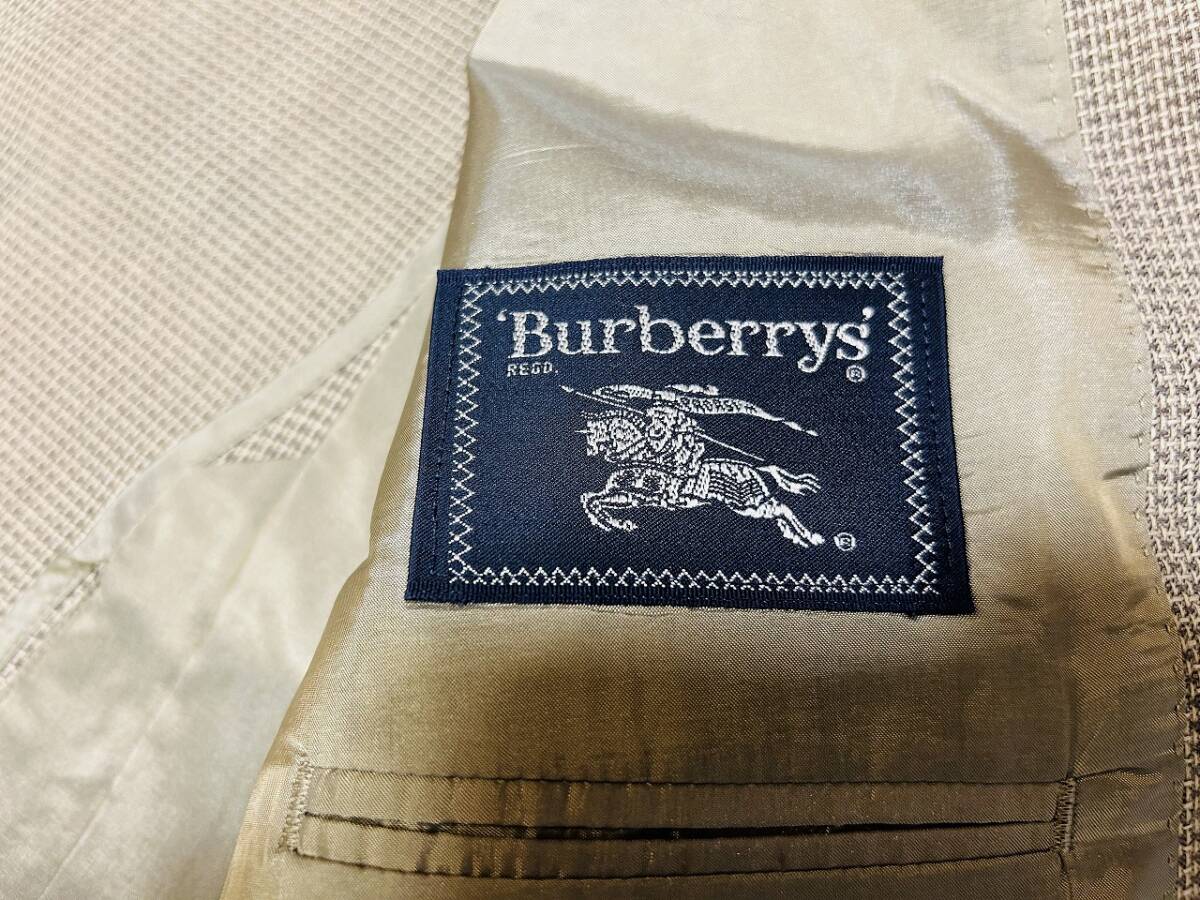 ‘Burberrys’
REGD. ®
®